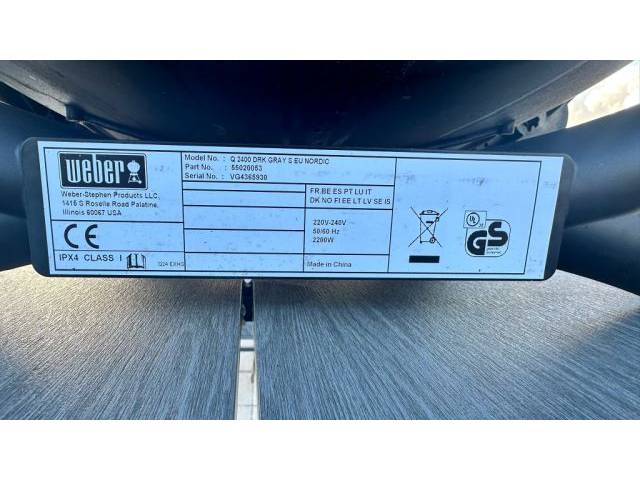 weber
Model No. : Q 2400 DRK GRAY S EU NORDIC
Part No. : 55020053
Serial No. : VG4365930
Weber-Stephen Products LLC,
1415 S Roselle Road Palatine,
Illinois 60067 USA
CE
IPX4 CLASS I
1224 EXHS
FR.BE ES PT LU IT
DK NO FI EE LT LV SE IS
220V-240V
50/60 Hz
2200W
Made in China
GS